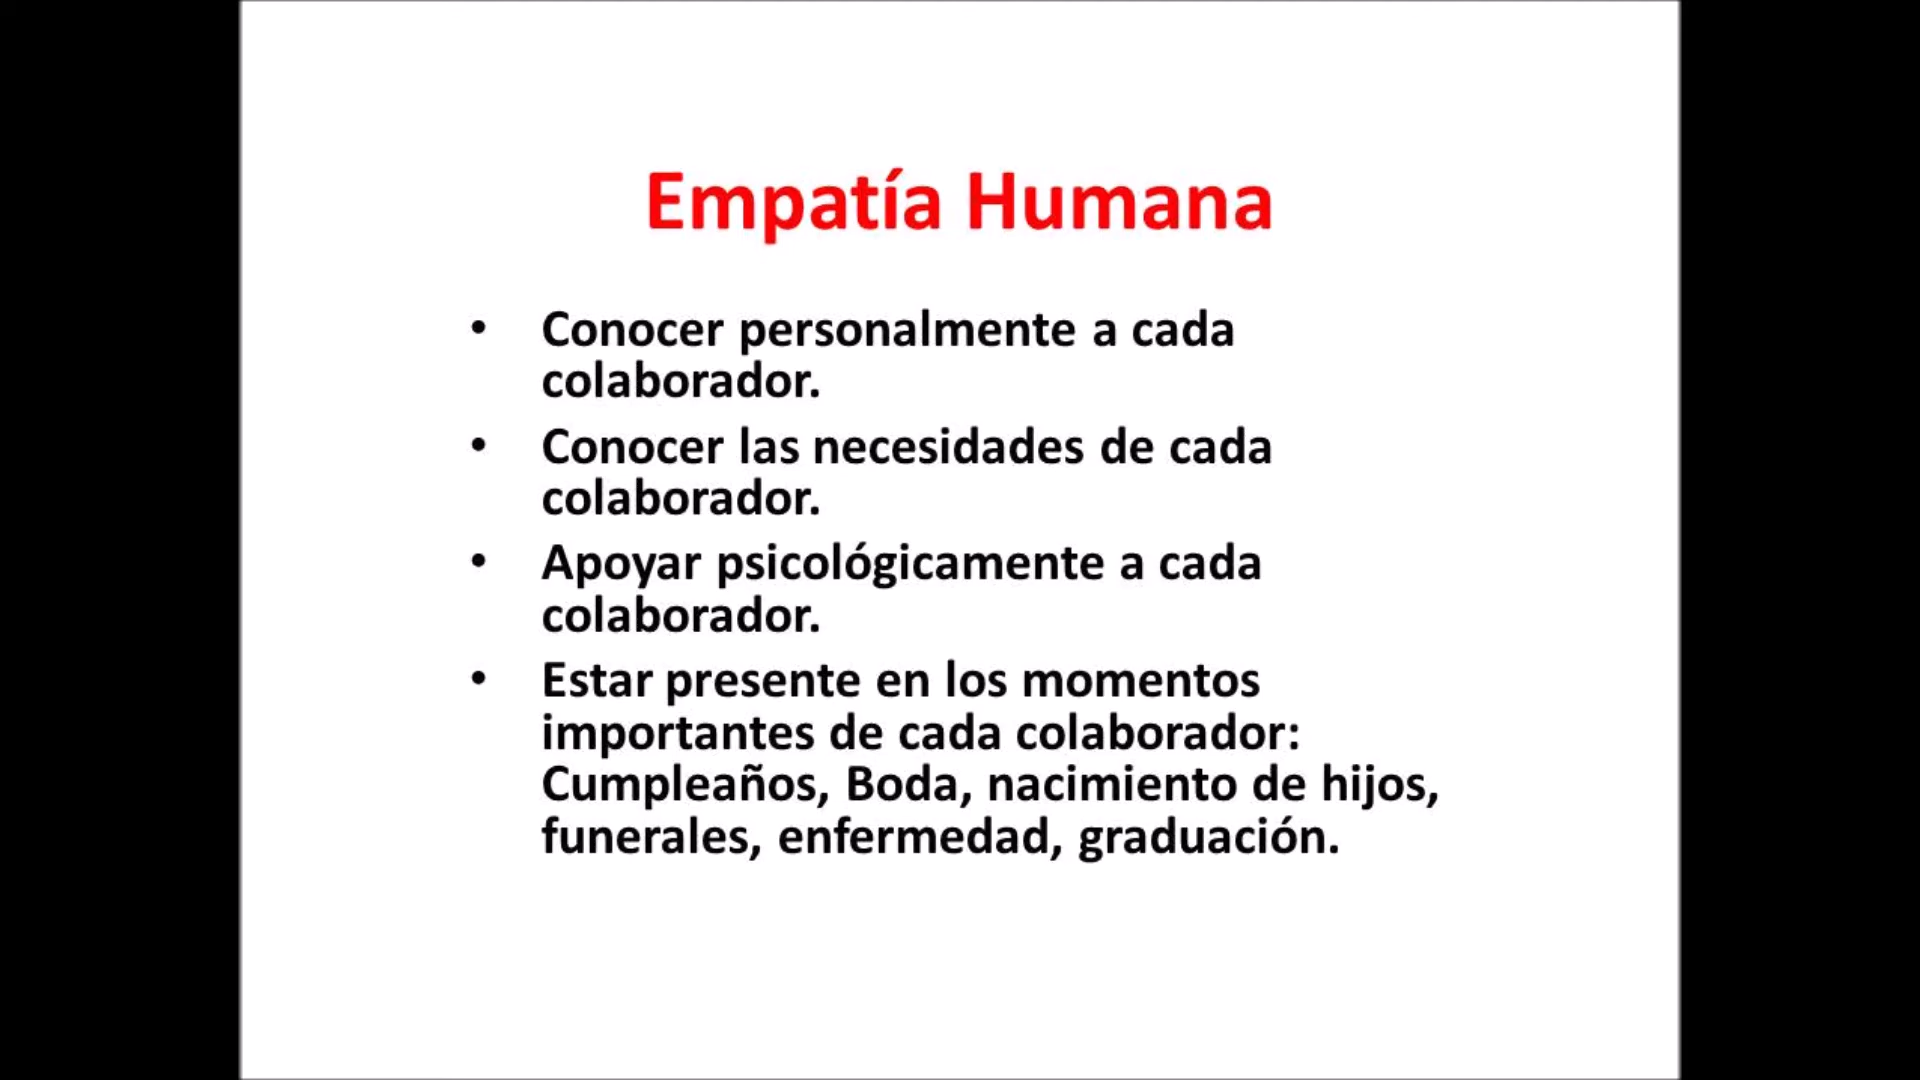 Empatía Humana
• Conocer personalmente a cada
colaborador.
• Conocer las necesidades de cada
colaborador.
• Apoyar psicológicamente a cada
colaborador.
• Estar presente en los momentos
importantes de cada colaborador:
Cumpleaños, Boda, nacimiento de hijos,
funerales, enfermedad, graduación.